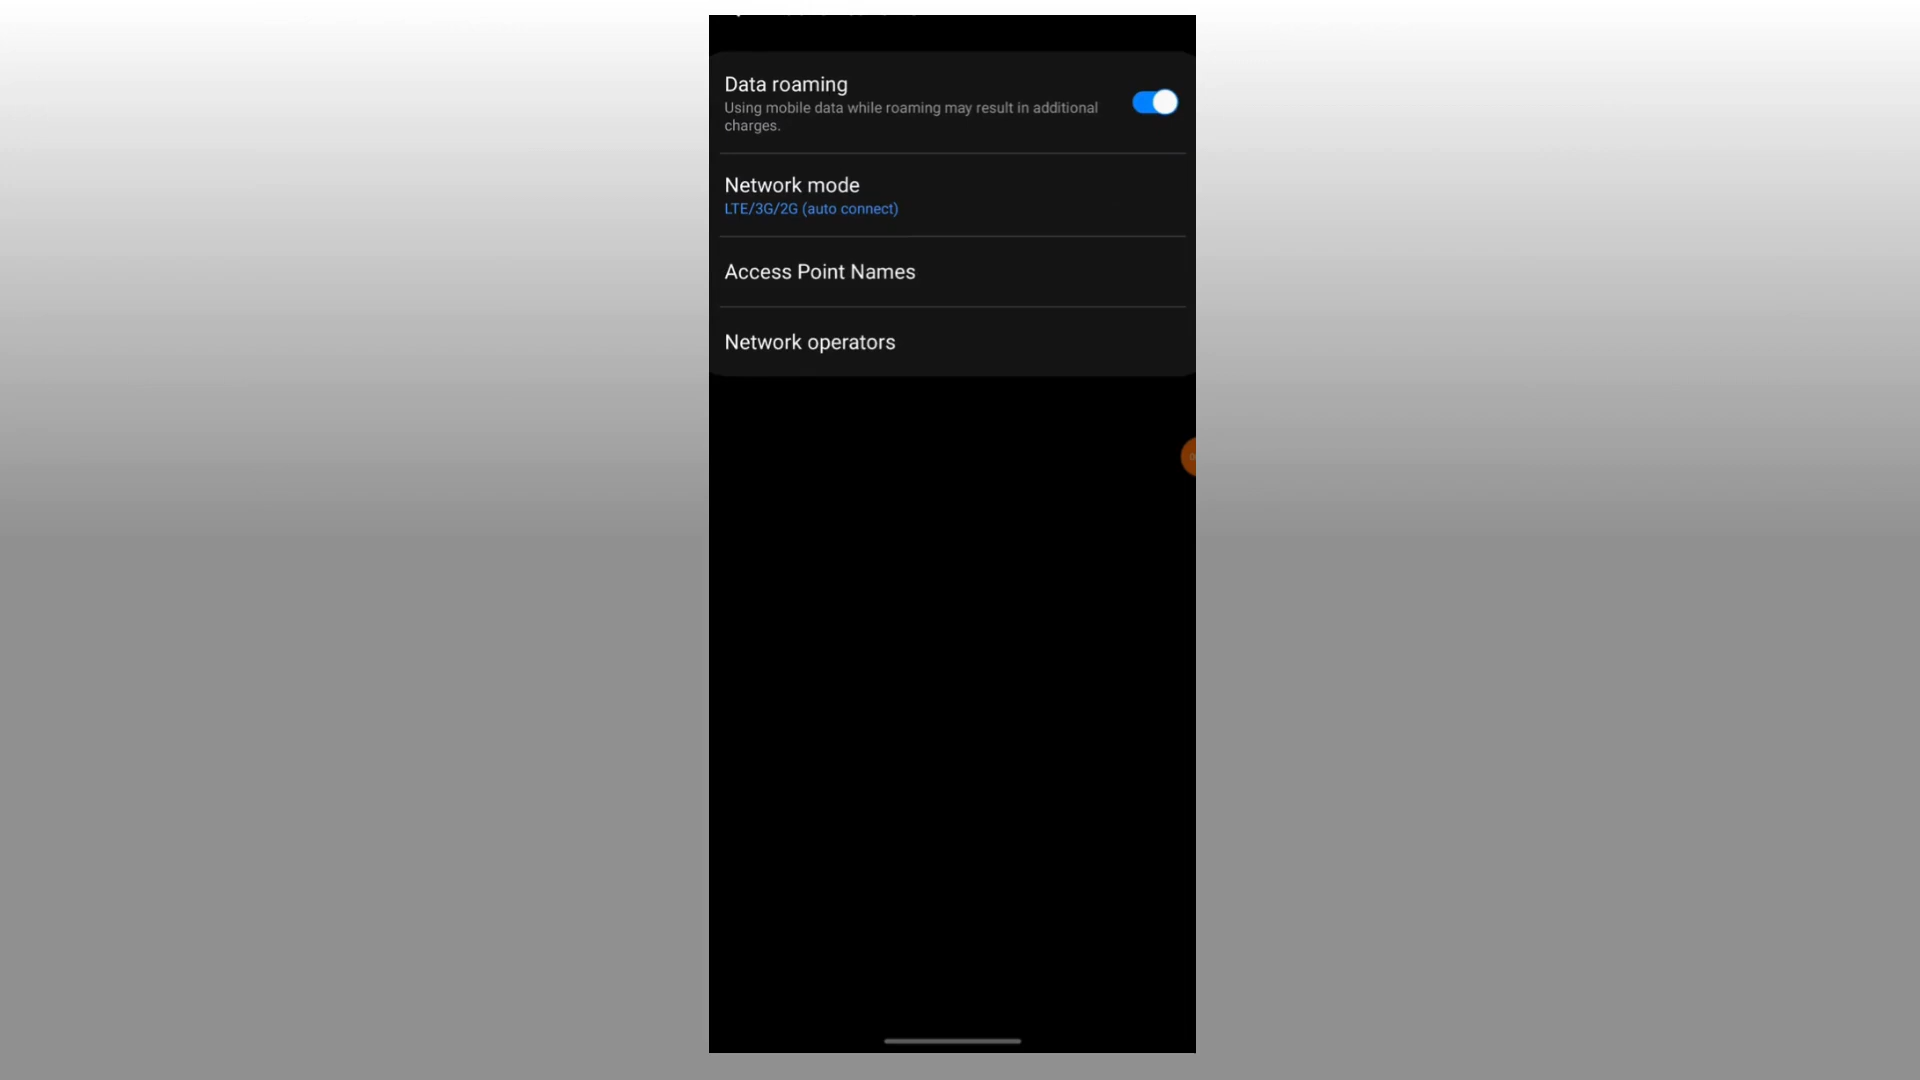 Data roaming
Using mobile data while roaming may result in additional
charges.
Network mode
LTE/3G/2G (auto connect)
Access Point Names
Network operators